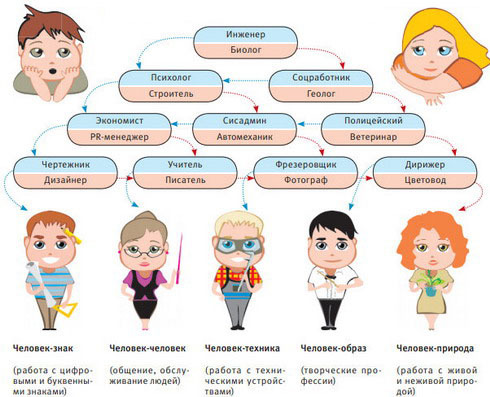 Инженер
Биолог
Психолог
Строитель
Соцработник
Геолог
Экономист
PR-менеджер
Сисадмин
Автомеханик
Полицейский
Ветеринар
Чертежник
Дизайнер
Учитель
Писатель
Фрезеровщик
Фотограф
Дирижер
Цветовод
Человек-знак
(работа с цифро-
выми и буквенны-
ми знаками)
Человек-человек
(общение, обслу-
живание людей)
Человек-техника
(работа с техни-
ческими устройст-
вами)
Человек-образ
(творческие про-
фессии)
Человек-природа
(работа с живой
и неживой приро-
дой)